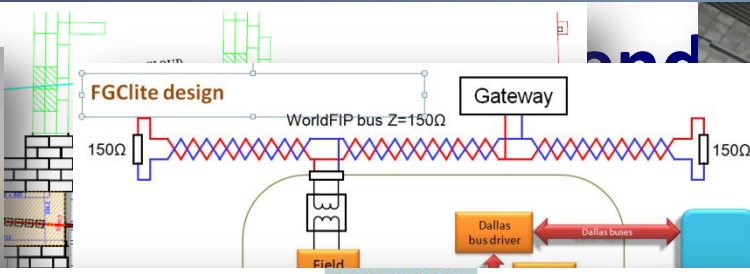 FGClite design
Gateway
WorldFIP bus Z=150Ω
150Ω
150Ω
Dallas
bus driver
Dallas buses
Field